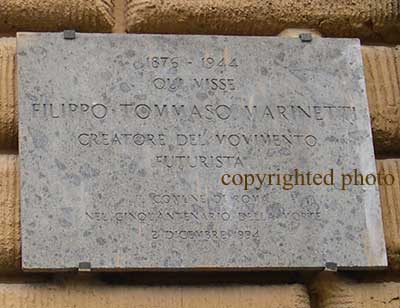 1876 - 1944
QUI VISSE
FILIPPO TOMMASO MARINETTI
CREATORE DEL MOVIMENTO
FUTURISTA
copyrighted photo
COMUNE DI ROMA
NEL CINQUANTENARIO DELLA MORTE
2 DICEMBRE 1994